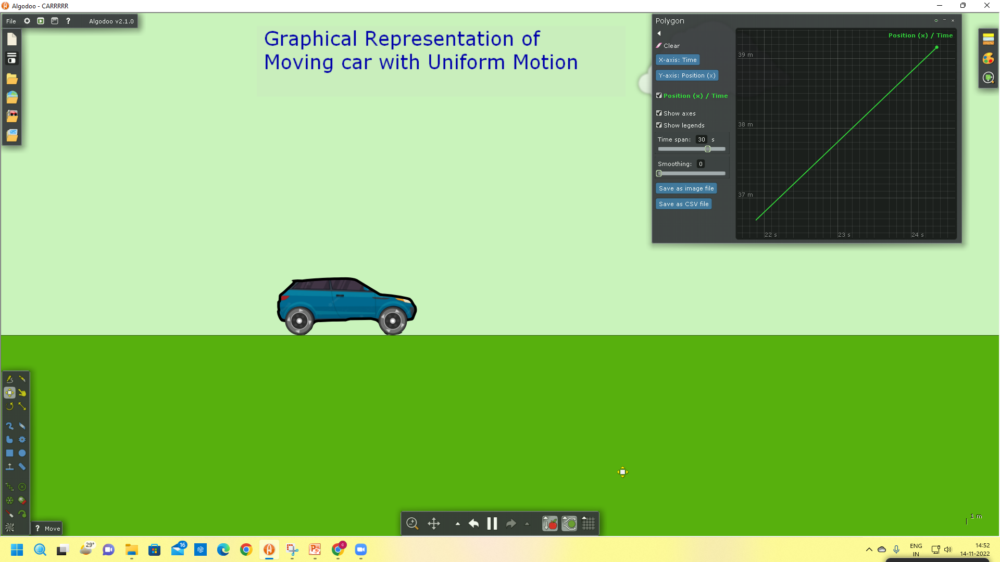 Algodoo - CARRRRR
File
?
Algodoo v2.1.0
Graphical Representation of
Moving car with Uniform Motion
Polygon
Clear
X-axis: Time
Y-axis: Position (x)
Position (x) / Time
Show axes
Show legends
Time span: 30 s
Smoothing: 0
Save as image file
Save as CSV file
Position (x) / Time
39 m
38 m
37 m
22 s
23 s
24 s
1 m
? Move
29°
16
c
ENG
IN
14:52
14-11-2022